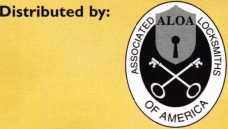 Distributed by:
ALOA
ASSOCIATED LOCKSMITHS
OF AMERICA